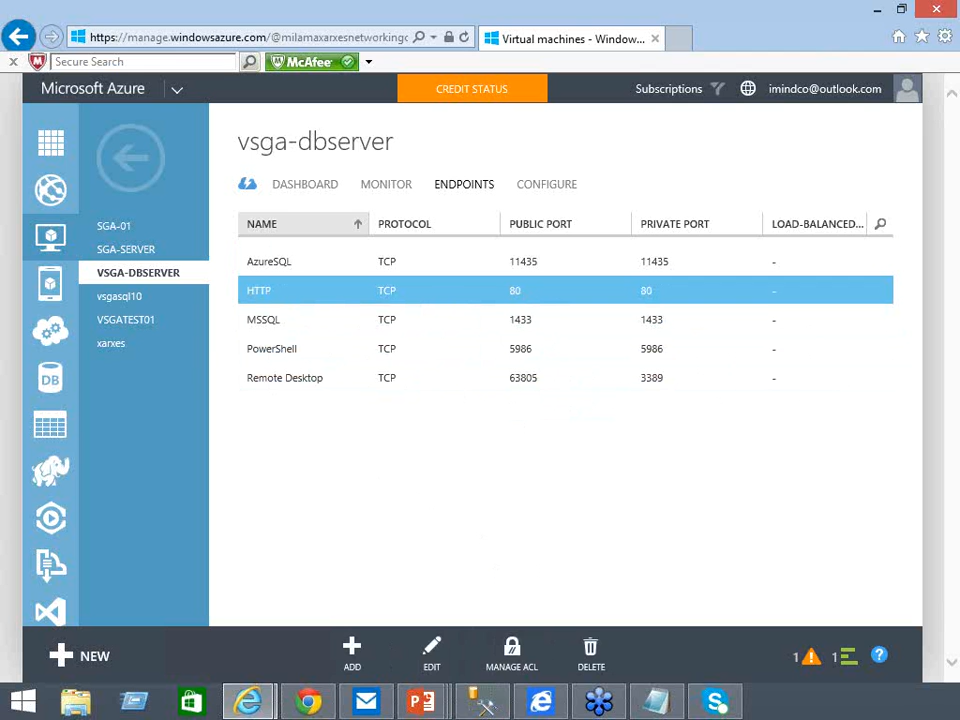 https://manage.windowsazure.com/@milamaxarxesnetworkingc
Virtual machines - Window...
Secure Search
McAfee
Microsoft Azure
CREDIT STATUS
Subscriptions
imindco@outlook.com
vsga-dbserver
DASHBOARD MONITOR ENDPOINTS CONFIGURE
SGA-01
SGA-SERVER
VSGA-DBSERVER
vsgasql10
VSGATEST01
xarxes
NAME PROTOCOL PUBLIC PORT PRIVATE PORT LOAD-BALANCED...
AzureSQL TCP 11435 11435 -
HTTP TCP 80 80 -
MSSQL TCP 1433 1433 -
PowerShell TCP 5986 5986 -
Remote Desktop TCP 63805 3389 -
DB
NEW
ADD
EDIT
MANAGE ACL
DELETE
1
1
?